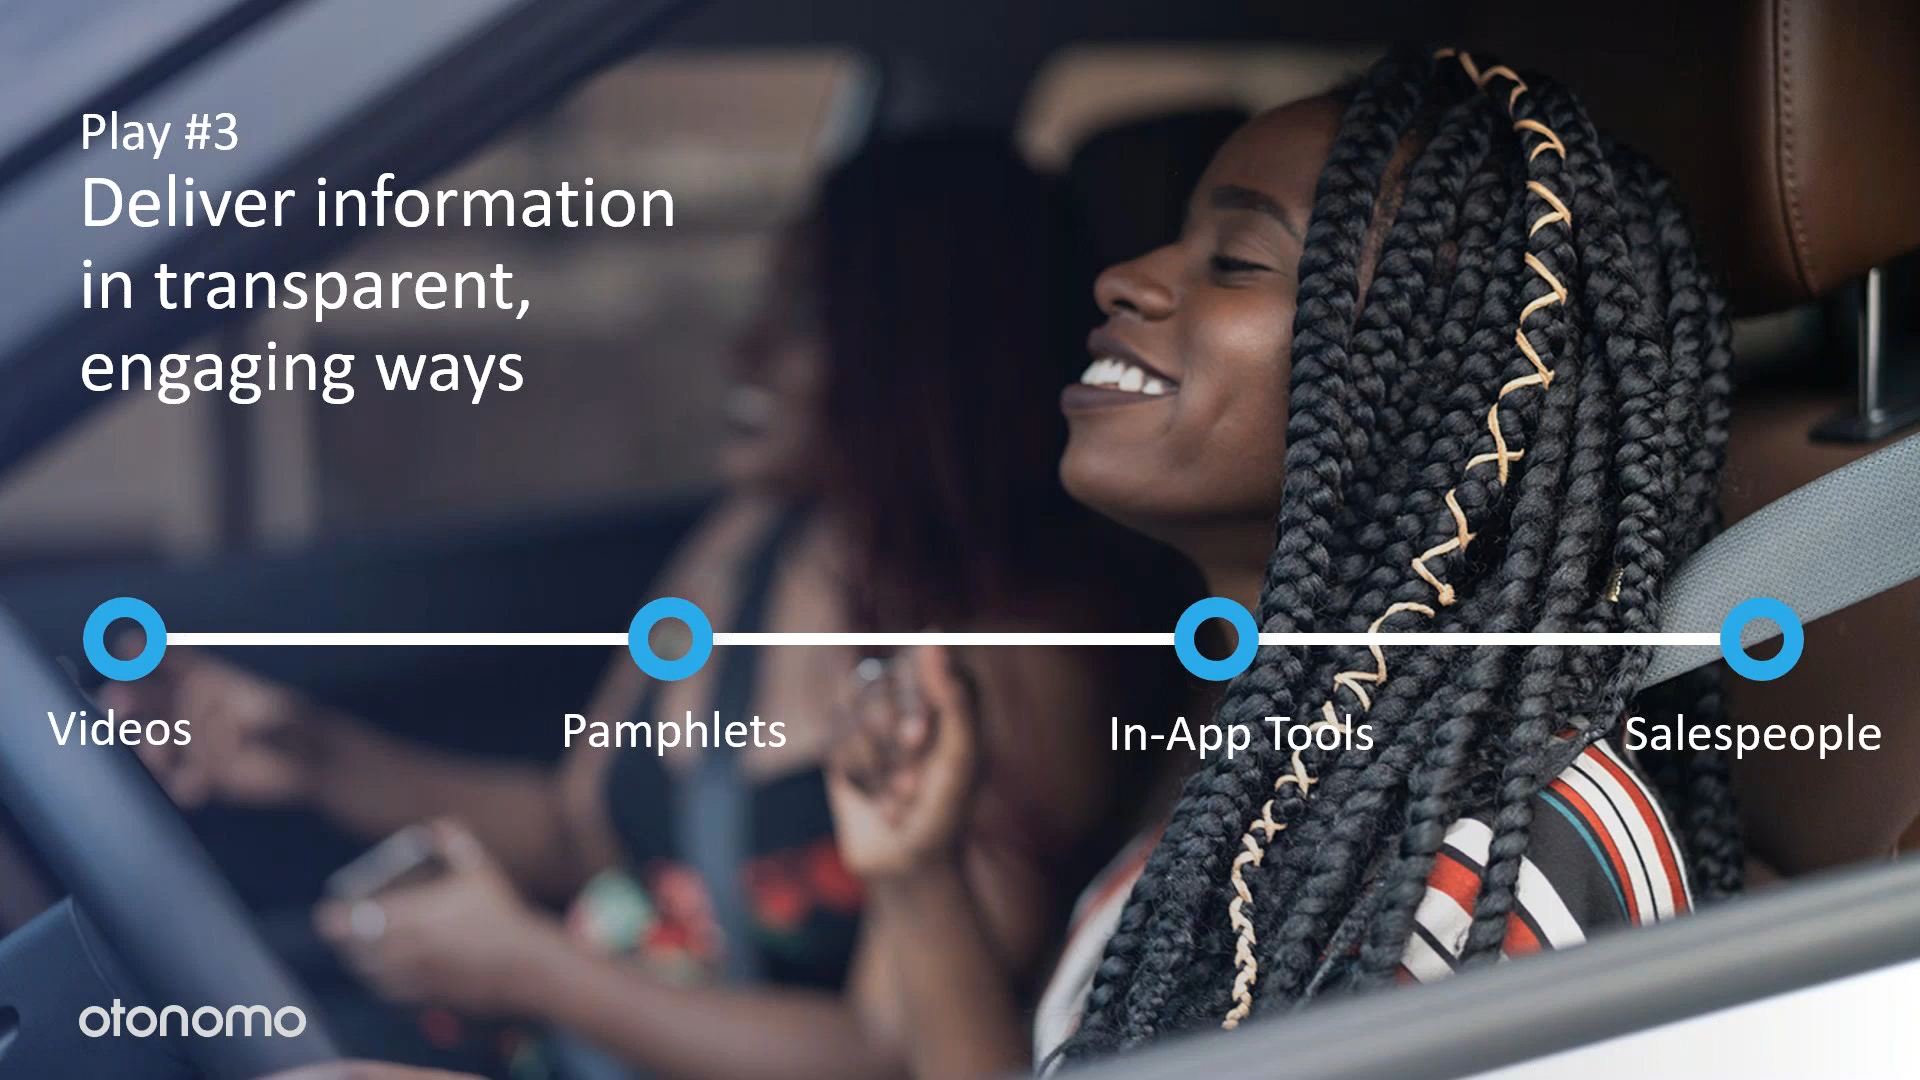 Play #3
Deliver information
in transparent,
engaging ways
Videos
Pamphlets
In-App Tools
Salespeople
otonomo